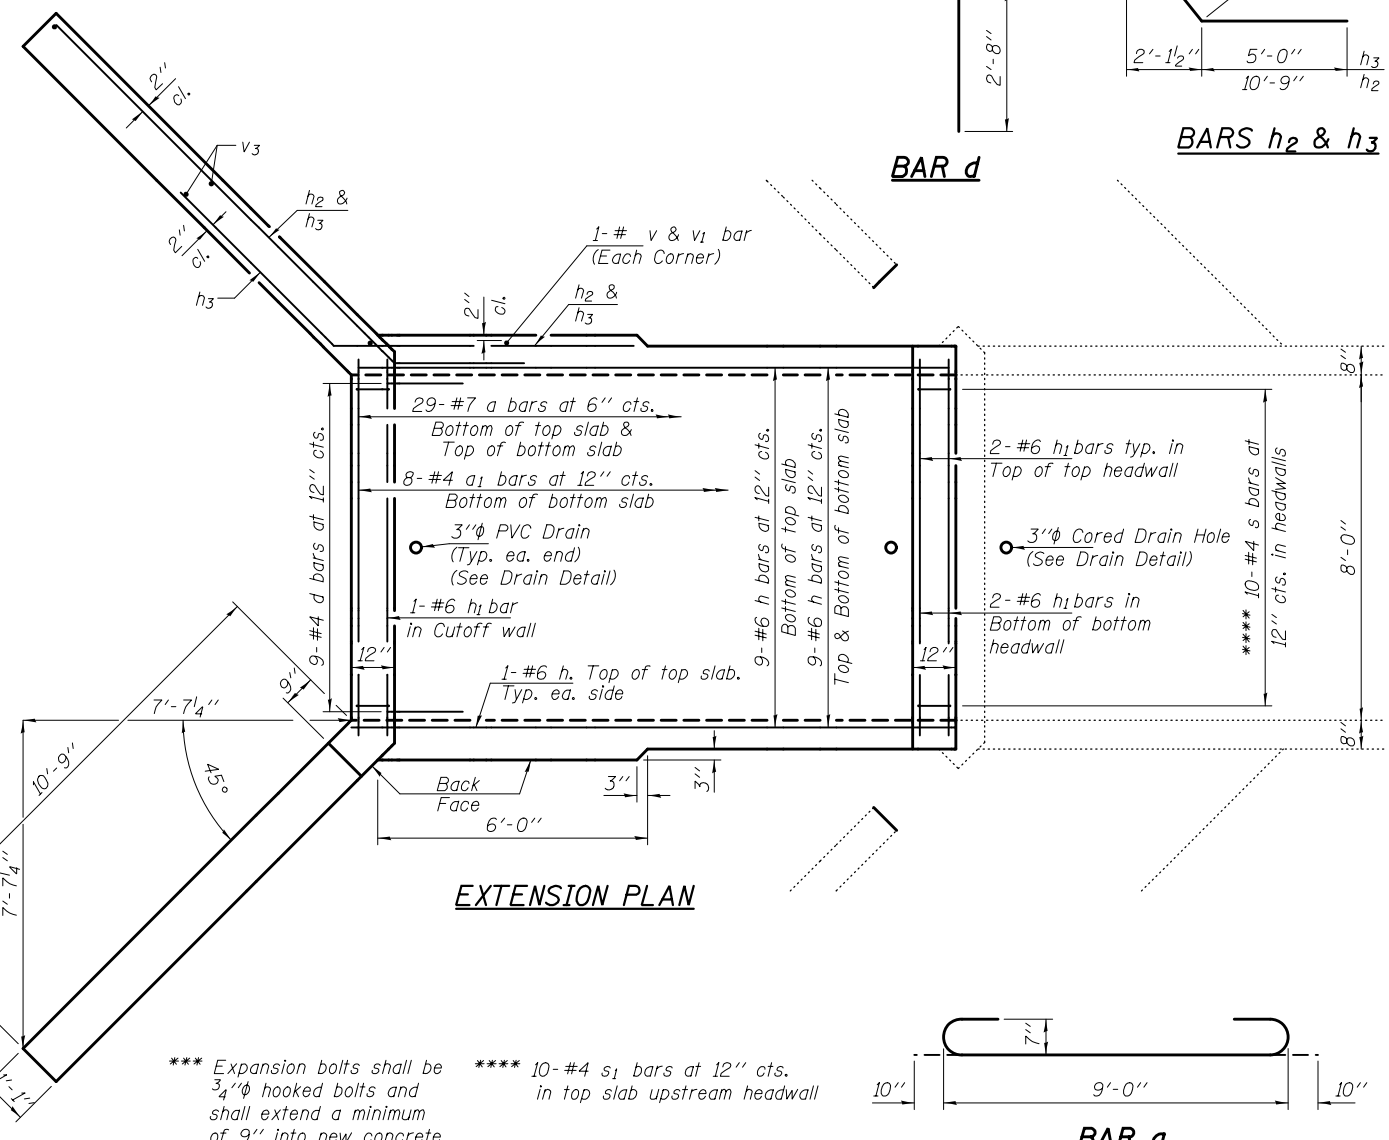 2'-8"
BAR d
2'-1½" 5'-0" h3
10'-9" h2
BARS h2 & h3
2" cl.
v3
h2 &
h3
2" cl.
h3
1-# v & v1 bar
(Each Corner)
2" cl.
h2 &
h3
29-#7 a bars at 6" cts.
Bottom of top slab &
Top of bottom slab
8-#4 a1 bars at 12" cts.
Bottom of bottom slab
3"ϕ PVC Drain
(Typ. ea. end)
(See Drain Detail)
1-#6 h1 bar
in Cutoff wall
9-#4 d bars at 12" cts.
12"
1-#6 h. Top of top slab.
Typ. ea. side
9-#6 h bars at 12" cts.
Bottom of top slab
9-#6 h bars at 12" cts.
Top & Bottom of bottom slab
2-#6 h1 bars typ. in
Top of top headwall
3"ϕ Cored Drain Hole
(See Drain Detail)
2-#6 h1 bars in
Bottom of bottom
headwall
12"
**** 10-#4 s bars at
12" cts. in headwalls
8"
8'-0"
8"
9"
7'-7¼"
10'-9"
45°
7'-7¼"
1'-1"
Back
Face
3"
3"
6'-0"
EXTENSION PLAN
*** Expansion bolts shall be
¾"ϕ hooked bolts and
shall extend a minimum
of 9" into new concrete
**** 10-#4 s1 bars at 12" cts.
in top slab upstream headwall
7"
10" 9'-0" 10"
BAR a